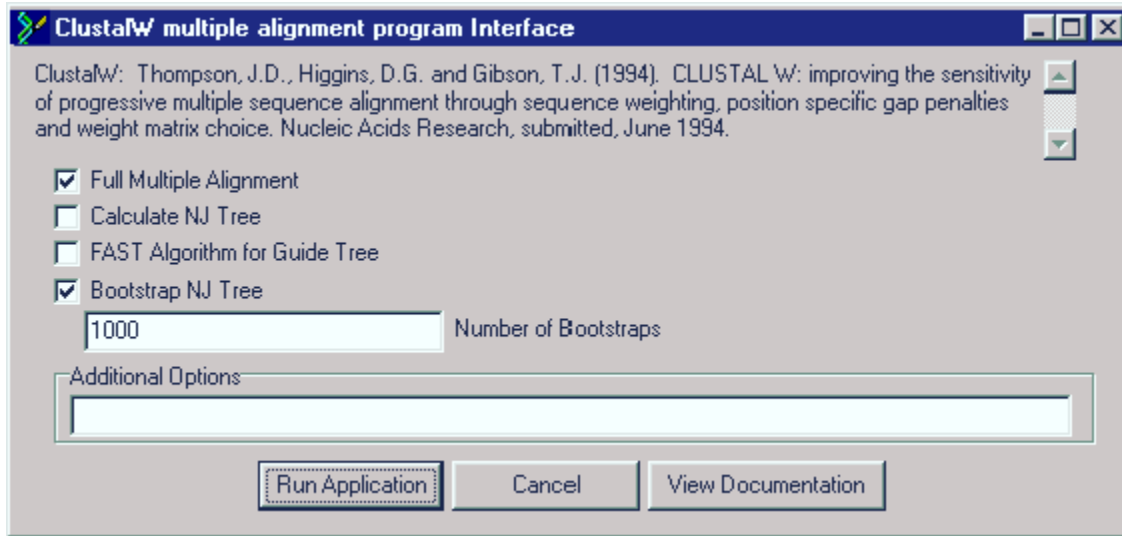 ClustalW multiple alignment program Interface
ClustalW: Thompson, J.D., Higgins, D.G. and Gibson, T.J. (1994). CLUSTAL W: improving the sensitivity
of progressive multiple sequence alignment through sequence weighting, position specific gap penalties
and weight matrix choice. Nucleic Acids Research, submitted, June 1994.
Full Multiple Alignment
Calculate NJ Tree
FAST Algorithm for Guide Tree
Bootstrap NJ Tree
1000 Number of Bootstraps
Additional Options
Run Application Cancel View Documentation